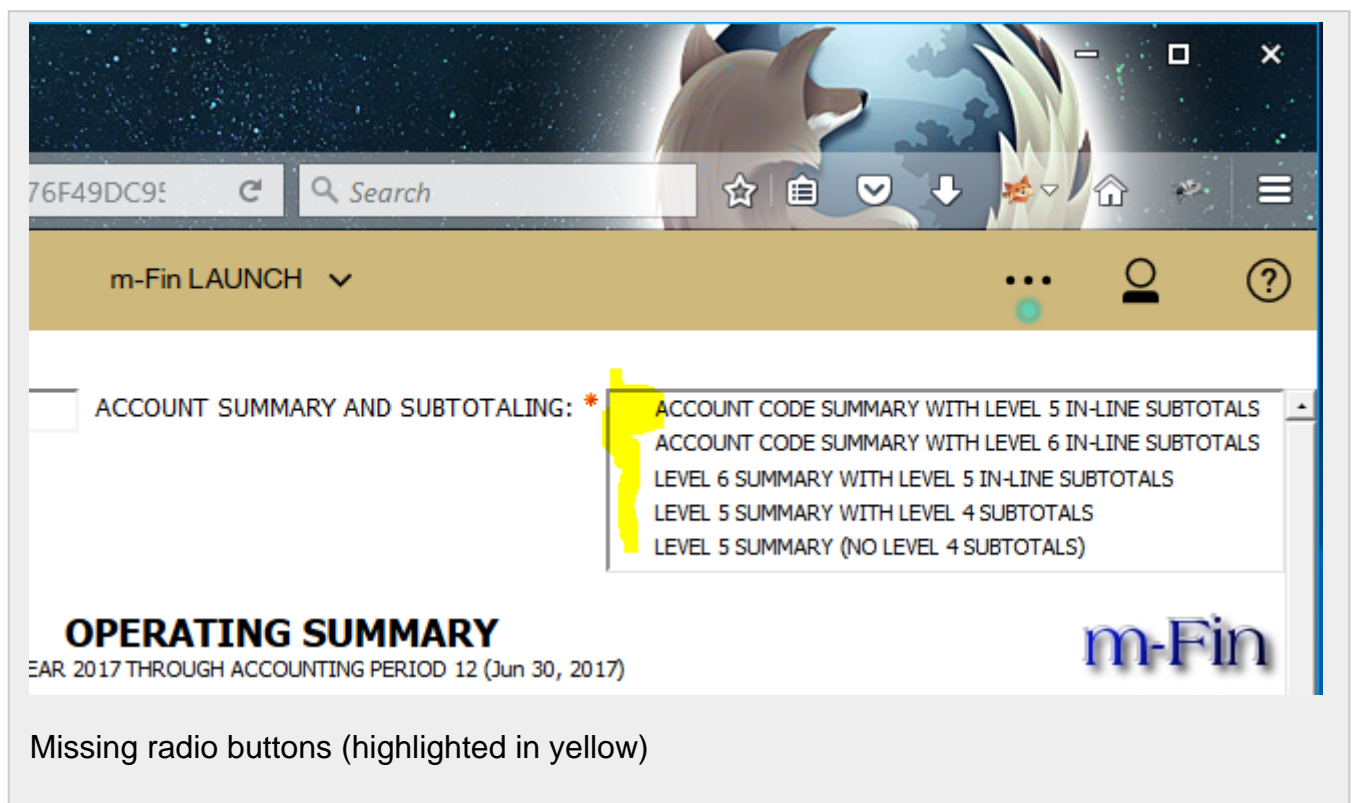 76F49DC95
Search
m-Fin LAUNCH
ACCOUNT SUMMARY AND SUBTOTALING: *
ACCOUNT CODE SUMMARY WITH LEVEL 5 IN-LINE SUBTOTALS
ACCOUNT CODE SUMMARY WITH LEVEL 6 IN-LINE SUBTOTALS
LEVEL 6 SUMMARY WITH LEVEL 5 IN-LINE SUBTOTALS
LEVEL 5 SUMMARY WITH LEVEL 4 SUBTOTALS
LEVEL 5 SUMMARY (NO LEVEL 4 SUBTOTALS)
OPERATING SUMMARY
m-Fin
EAR 2017 THROUGH ACCOUNTING PERIOD 12 (Jun 30, 2017)
Missing radio buttons (highlighted in yellow)